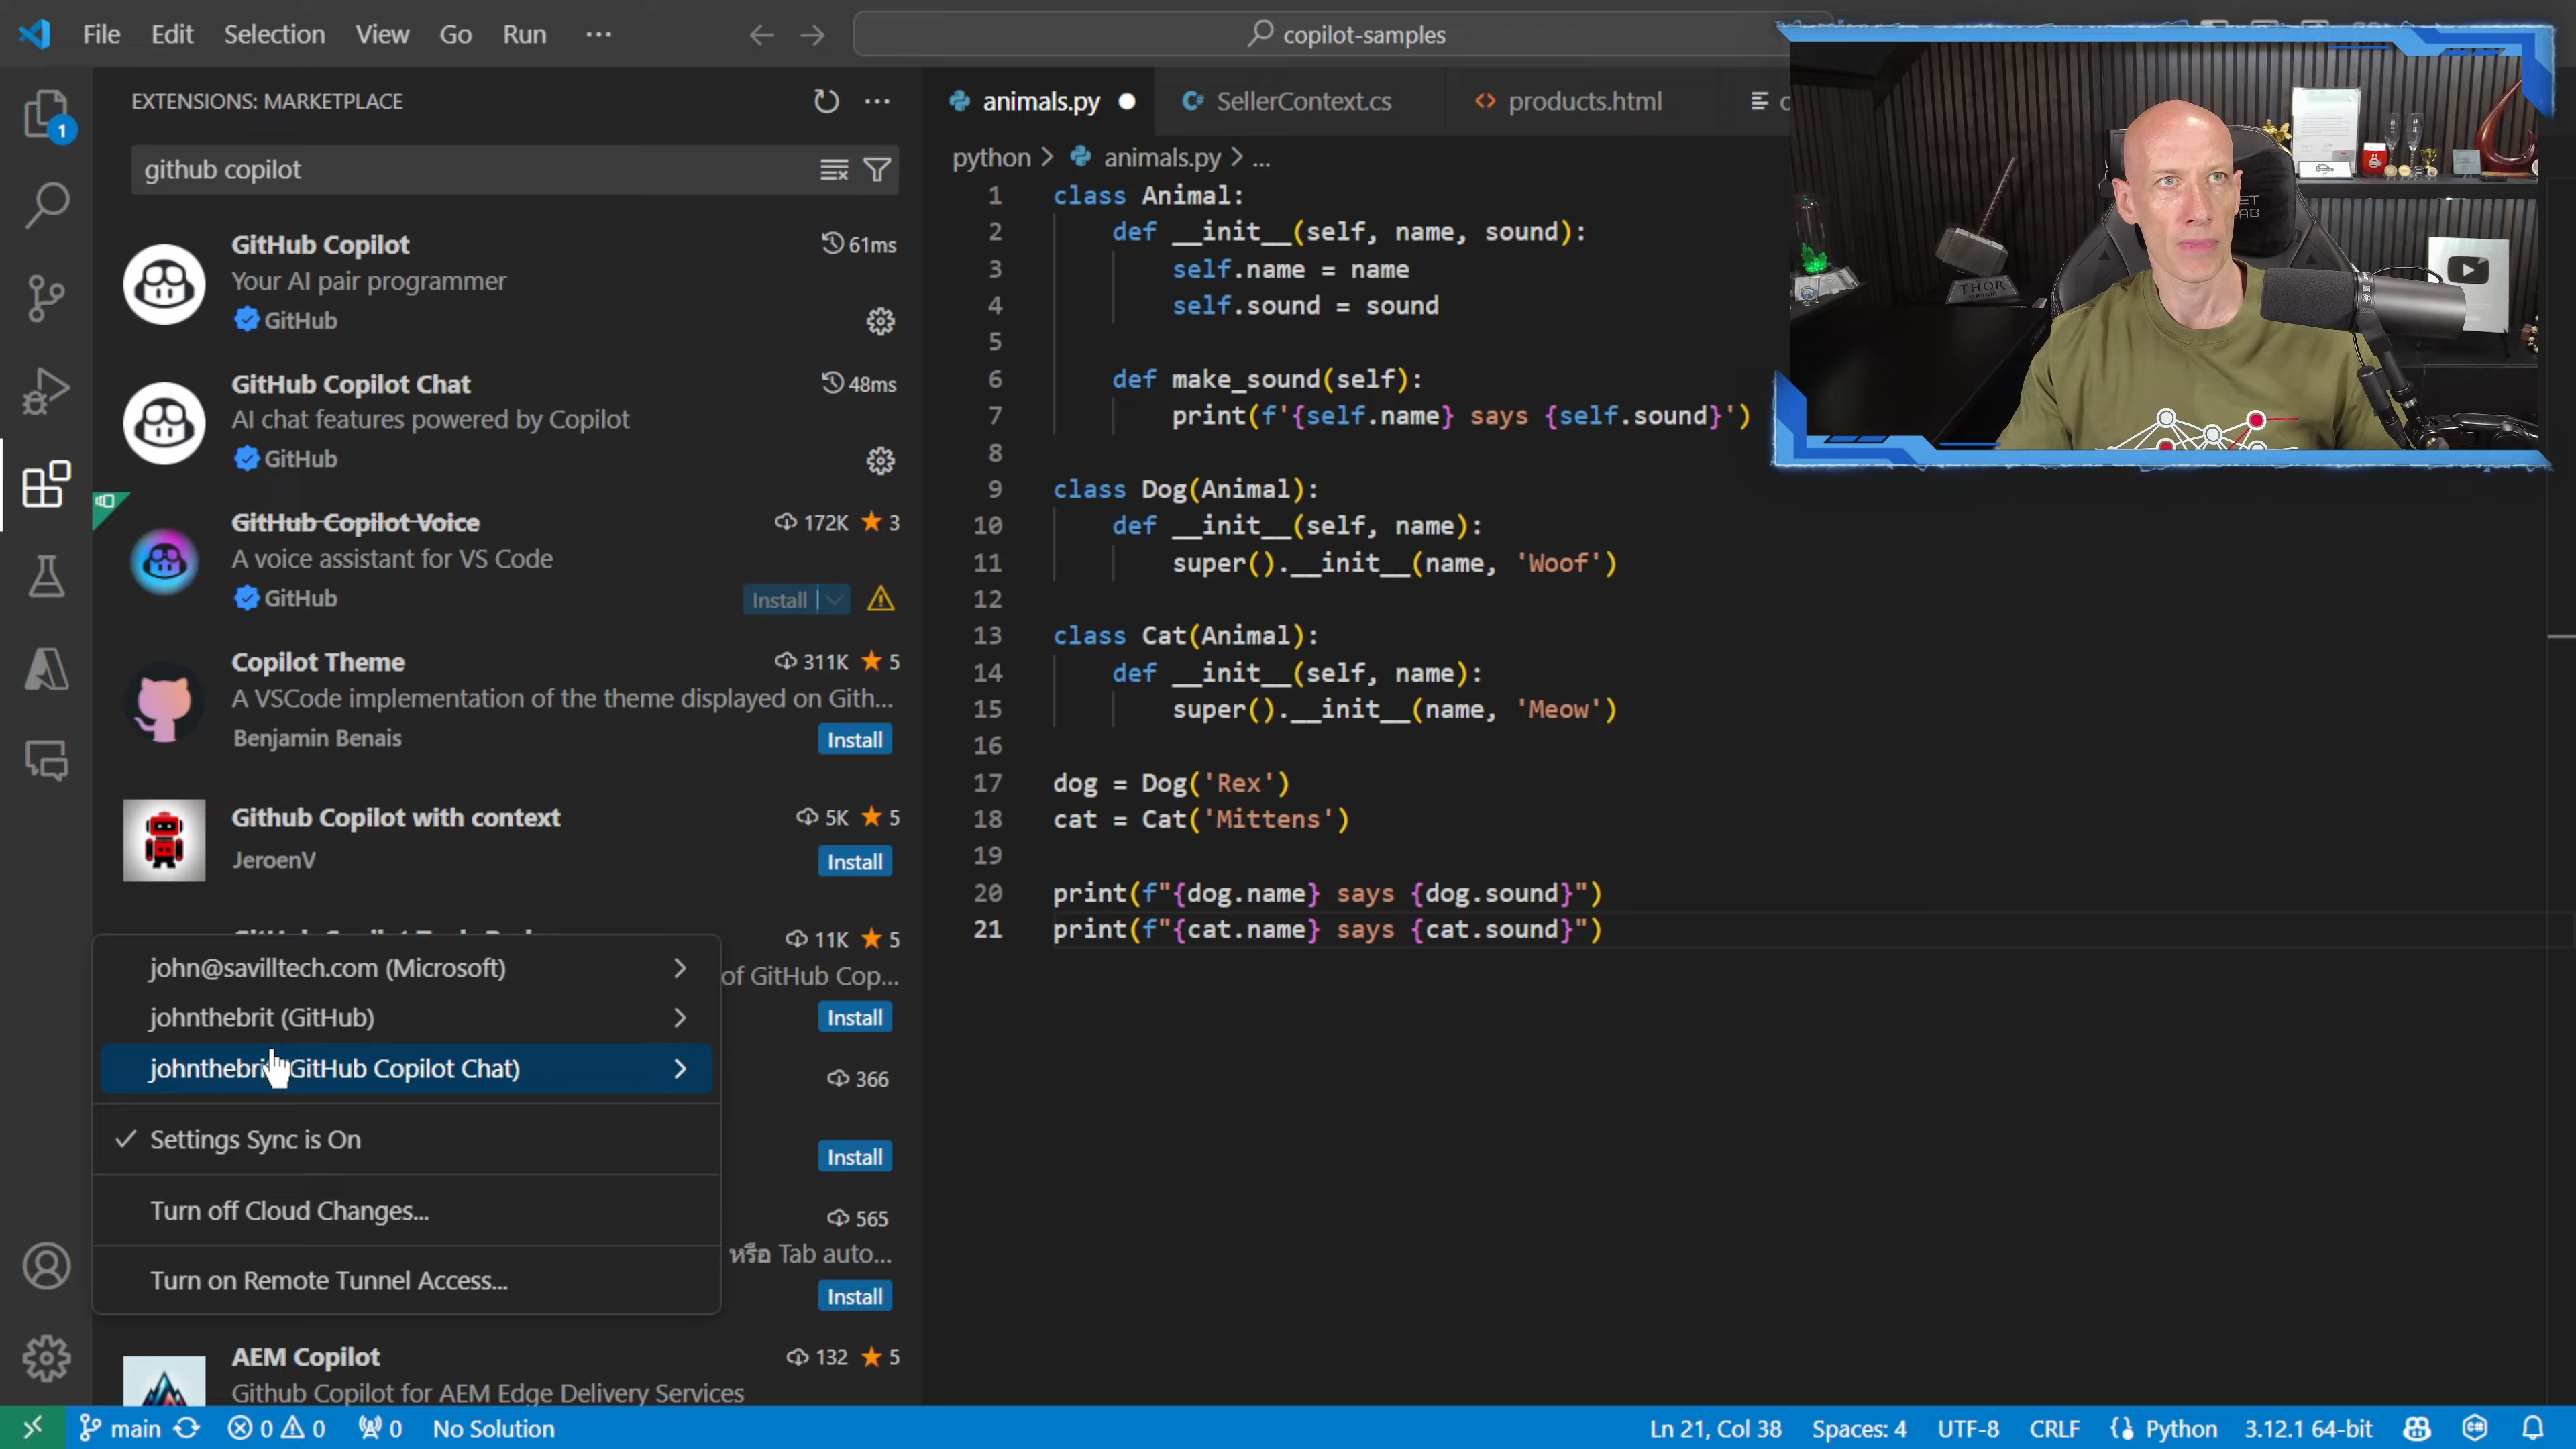 File Edit Selection View Go Run ...
copilot-samples
EXTENSIONS: MARKETPLACE
github copilot
GitHub Copilot 61ms
Your AI pair programmer
GitHub
GitHub Copilot Chat 48ms
AI chat features powered by Copilot
GitHub
GitHub Copilot Voice 172K 3
A voice assistant for VS Code
GitHub Install
Copilot Theme 311K 5
A VSCode implementation of the theme displayed on Gith...
Benjamin Benais Install
Github Copilot with context 5K 5
JeroenV Install
11K 5
of GitHub Cop...
Install
366
Install
565
หรือ Tab auto...
Install
AEM Copilot 132 5
Github Copilot for AEM Edge Delivery Services
john@savilltech.com (Microsoft)
johnthebrit (GitHub)
GitHub Copilot Chat)
Settings Sync is On
Turn off Cloud Changes...
Turn on Remote Tunnel Access...
1
animals.py SellerContext.cs products.html
python > animals.py > ...
1 class Animal:
2 def __init__(self, name, sound):
3 self.name = name
4 self.sound = sound
5
6 def make_sound(self):
7 print(f'{self.name} says {self.sound}')
8
9 class Dog(Animal):
10 def __init__(self, name):
11 super().__init__(name, 'Woof')
12
13 class Cat(Animal):
14 def __init__(self, name):
15 super().__init__(name, 'Meow')
16
17 dog = Dog('Rex')
18 cat = Cat('Mittens')
19
20 print(f"{dog.name} says {dog.sound}")
21 print(f"{cat.name} says {cat.sound}")
THOR
main 0 0 0 No Solution
Ln 21, Col 38 Spaces: 4 UTF-8 CRLF Python 3.12.1 64-bit